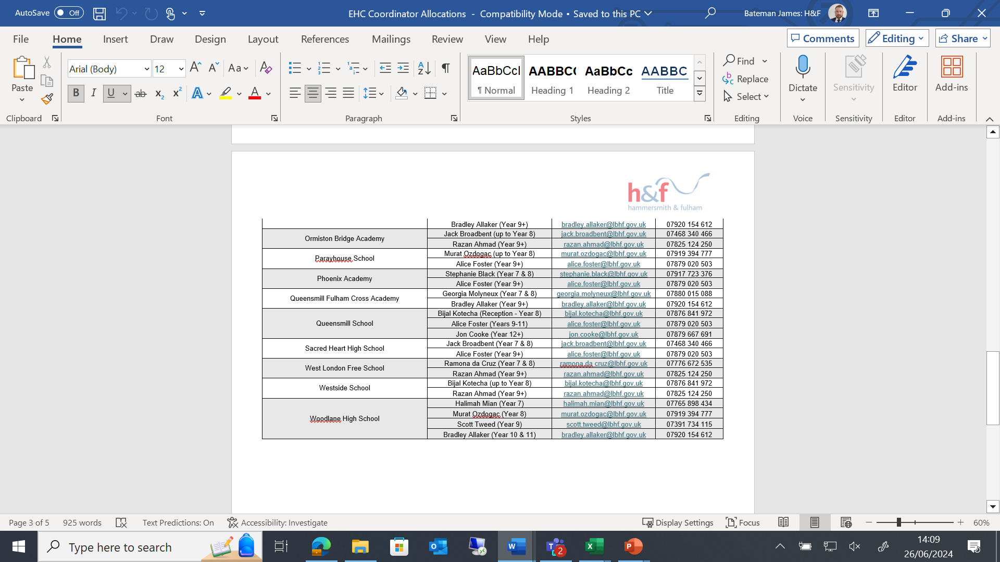 AutoSave Off EHC Coordinator Allocations - Compatibility Mode • Saved to this PC Bateman James: H&F
File Home Insert Draw Design Layout References Mailings Review View Help Comments Editing Share
Paste Arial (Body) 12 Aa AaBbCcI AABBC AaBbCc AABBC Find Replace Select Dictate Sensitivity Editor Add-ins
¶ Normal Heading 1 Heading 2 Title
Clipboard Font Paragraph Styles Editing Voice Sensitivity Editor Add-ins
h&f
hammersmith & fulham
Bradley Allaker (Year 9+) bradley.allaker@lbhf.gov.uk 07920 154 612
Ormiston Bridge Academy Jack Broadbent (up to Year 8) jack.broadbent@lbhf.gov.uk 07468 340 466
Razan Ahmad (Year 9+) razan.ahmad@lbhf.gov.uk 07825 124 250
Parayhouse School Murat Ozdogac (up to Year 8) murat.ozdogac@lbhf.gov.uk 07919 394 777
Alice Foster (Year 9+) alice.foster@lbhf.gov.uk 07879 020 503
Phoenix Academy Stephanie Black (Year 7 & 8) stephanie.black@lbhf.gov.uk 07917 723 376
Alice Foster (Year 9+) alice.foster@lbhf.gov.uk 07879 020 503
Queensmill Fulham Cross Academy Georgia Molyneux (Year 7 & 8) georgia.molyneux@lbhf.gov.uk 07880 015 088
Bradley Allaker (Year 9+) bradley.allaker@lbhf.gov.uk 07920 154 612
Queensmill School Bijal Kotecha (Reception - Year 8) bijal.kotecha@lbhf.gov.uk 07876 841 972
Alice Foster (Years 9-11) alice.foster@lbhf.gov.uk 07879 020 503
Jon Cooke (Year 12+) jon.cooke@lbhf.gov.uk 07879 667 691
Sacred Heart High School Jack Broadbent (Year 7 & 8) jack.broadbent@lbhf.gov.uk 07468 340 466
Alice Foster (Year 9+) alice.foster@lbhf.gov.uk 07879 020 503
West London Free School Ramona da Cruz (Year 7 & 8) ramona.da cruz@lbhf.gov.uk 07776 672 535
Razan Ahmad (Year 9+) razan.ahmad@lbhf.gov.uk 07825 124 250
Westside School Bijal Kotecha (up to Year 8) bijal.kotecha@lbhf.gov.uk 07876 841 972
Razan Ahmad (Year 9+) razan.ahmad@lbhf.gov.uk 07825 124 250
Woodlane High School Halimah Mian (Year 7) halimah.mian@lbhf.gov.uk 07765 898 434
Murat Ozdogac (Year 8) murat.ozdogac@lbhf.gov.uk 07919 394 777
Scott Tweed (Year 9) scott.tweed@lbhf.gov.uk 07391 734 115
Bradley Allaker (Year 10 & 11) bradley.allaker@lbhf.gov.uk 07920 154 612
Page 3 of 5 925 words Text Predictions: On Accessibility: Investigate Display Settings Focus 60%
Type here to search 2 14:09
26/06/2024